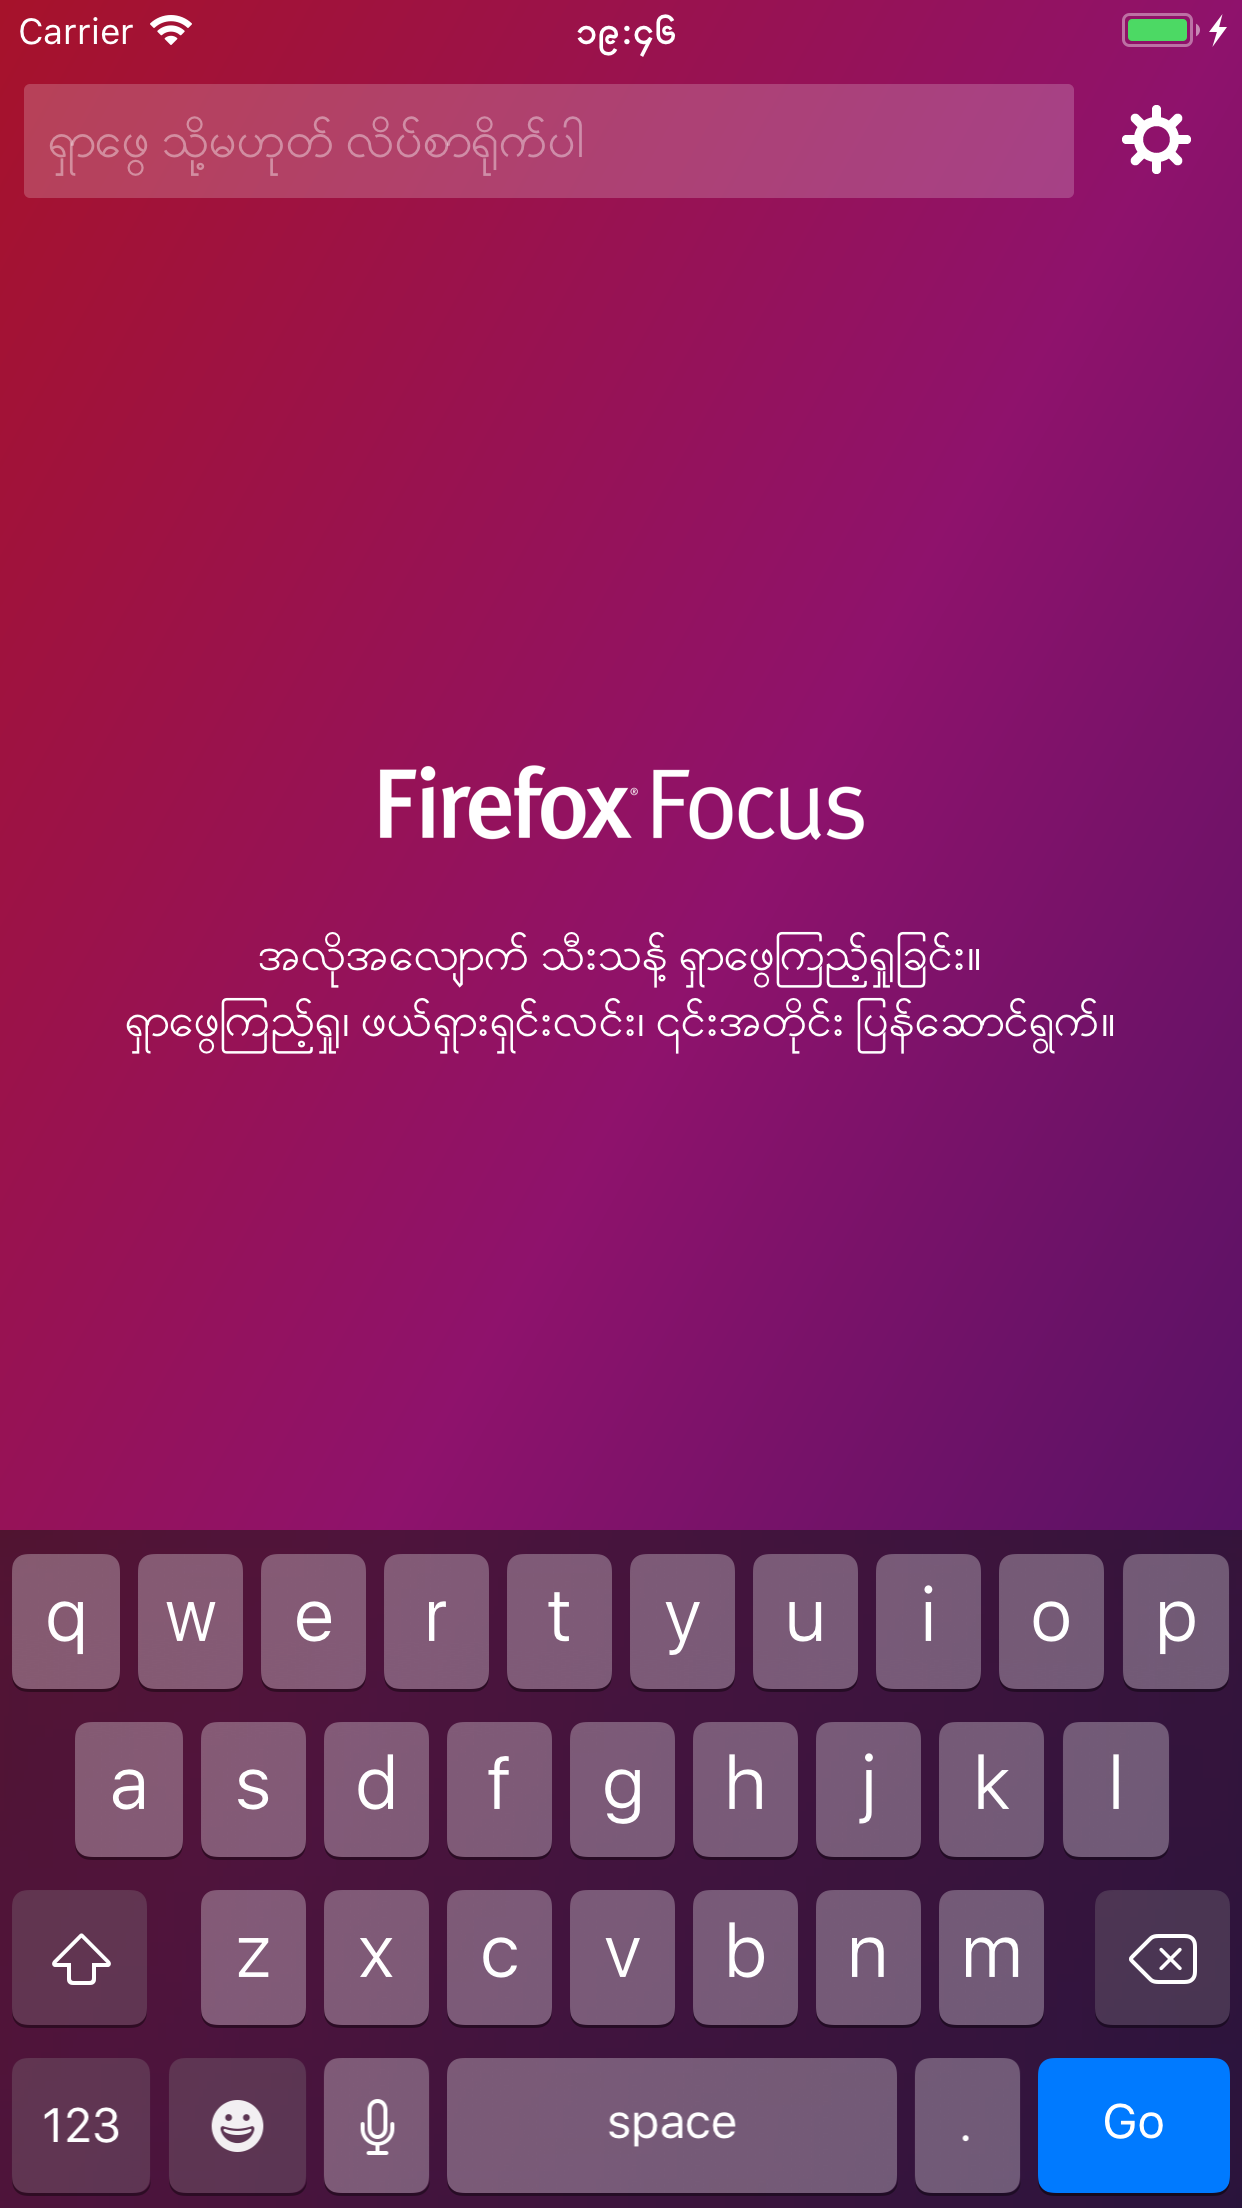 Carrier ၁၉:၄၆
ရှာဖွေ သို့မဟုတ် လိပ်စာရိုက်ပါ
Firefox® Focus
အလိုအလျောက် သီးသန့် ရှာဖွေကြည့်ရှုခြင်း။
ရှာဖွေကြည့်ရှု၊ ဖယ်ရှားရှင်းလင်း၊ ၎င်းအတိုင်း ပြန်ဆောင်ရွက်။
q w e r t y u i o p
a s d f g h j k l
z x c v b n m
123 space . Go